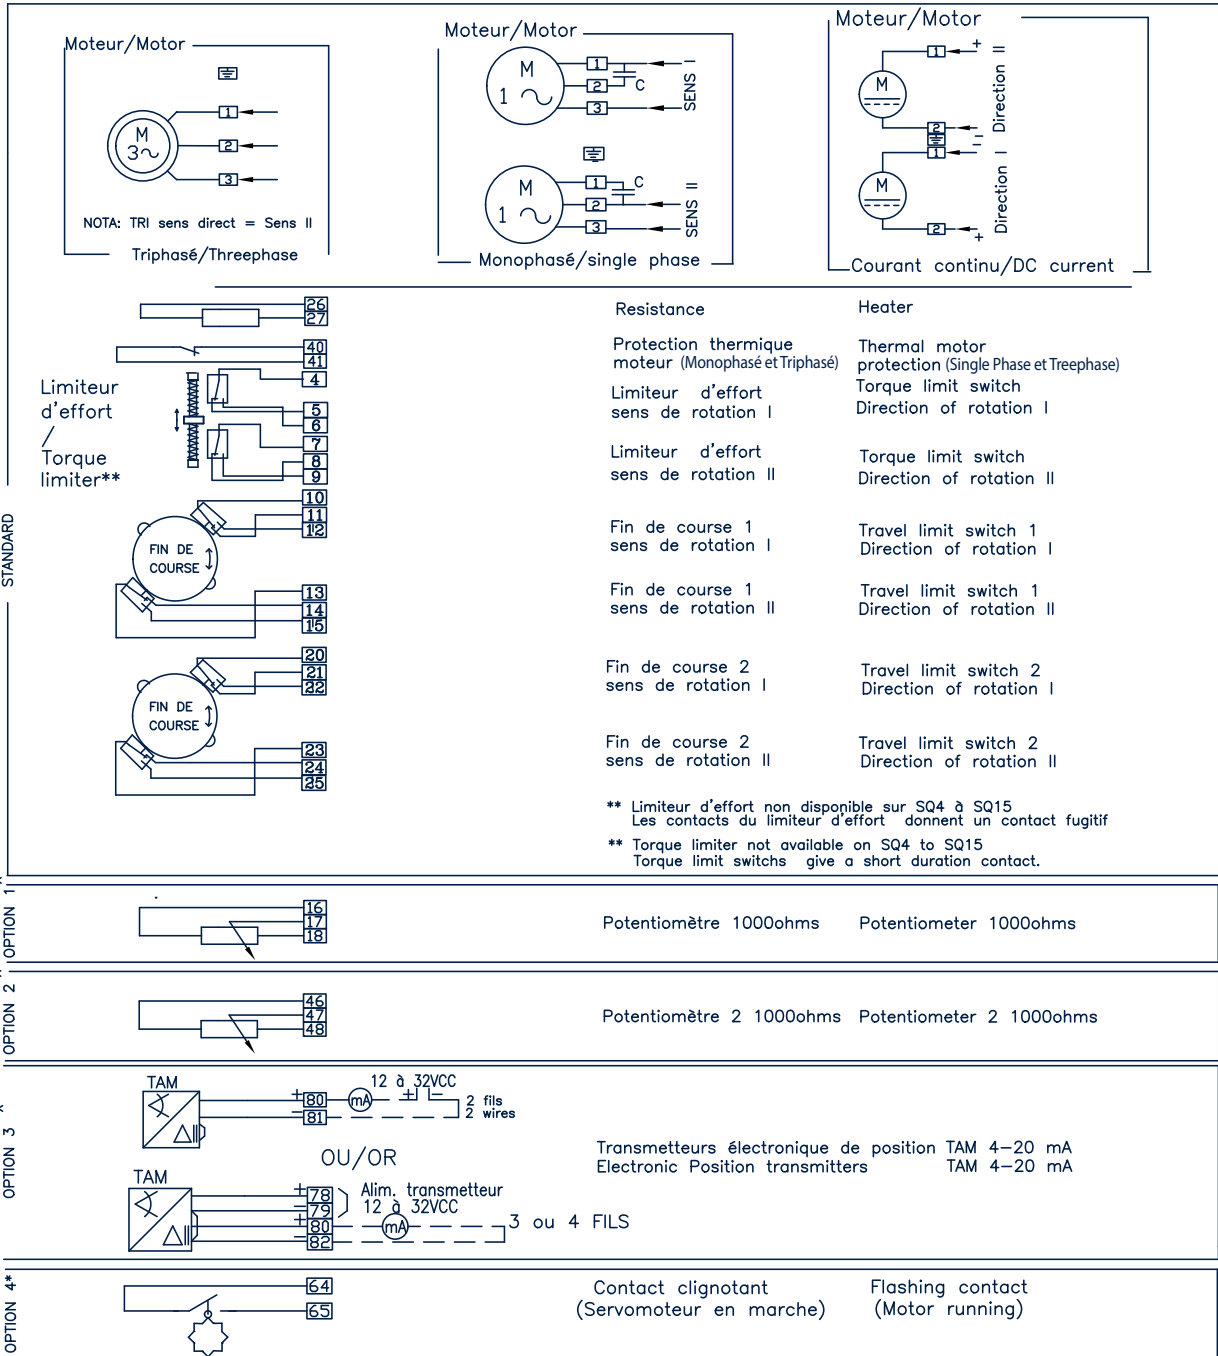 Moteur/Motor
M
3~
1
2
3
NOTA: TRI sens direct = Sens II
Triphasé/Threephase
Moteur/Motor
M
1 ~
1
2
3
C
SENS I
M
1 ~
1
2
3
C
SENS II
Monophasé/single phase
Moteur/Motor
M
1
+
2
-
Direction II
M
1
-
2
+
Direction I
Courant continu/DC current
STANDARD
26
27
Resistance
Heater
40
41
Protection thermique
moteur (Monophasé et Triphasé)
Thermal motor
protection (Single Phase et Treephase)
Limiteur
d'effort
/
Torque
limiter**
4
5
6
Limiteur d'effort
sens de rotation I
Torque limit switch
Direction of rotation I
7
8
9
Limiteur d'effort
sens de rotation II
Torque limit switch
Direction of rotation II
FIN DE
COURSE
10
11
12
Fin de course 1
sens de rotation I
Travel limit switch 1
Direction of rotation I
13
14
15
Fin de course 1
sens de rotation II
Travel limit switch 1
Direction of rotation II
FIN DE
COURSE
20
21
22
Fin de course 2
sens de rotation I
Travel limit switch 2
Direction of rotation I
23
24
25
Fin de course 2
sens de rotation II
Travel limit switch 2
Direction of rotation II
** Limiteur d'effort non disponible sur SQ4 à SQ15
Les contacts du limiteur d'effort donnent un contact fugitif
** Torque limiter not available on SQ4 to SQ15
Torque limit switchs give a short duration contact.
OPTION 1 *
16
17
18
Potentiomètre 1000ohms
Potentiometer 1000ohms
OPTION 2 *
46
47
48
Potentiomètre 2 1000ohms
Potentiometer 2 1000ohms
OPTION 3 *
TAM
+ 80
- 81
mA
12 à 32VCC
+ -
2 fils
2 wires
OU/OR
Transmetteurs électronique de position TAM 4-20 mA
Electronic Position transmitters TAM 4-20 mA
TAM
+ 78
- 79
+ 80
- 82
Alim. transmetteur
12 à 32VCC
mA
3 ou 4 FILS
OPTION 4*
64
65
Contact clignotant
(Servomoteur en marche)
Flashing contact
(Motor running)